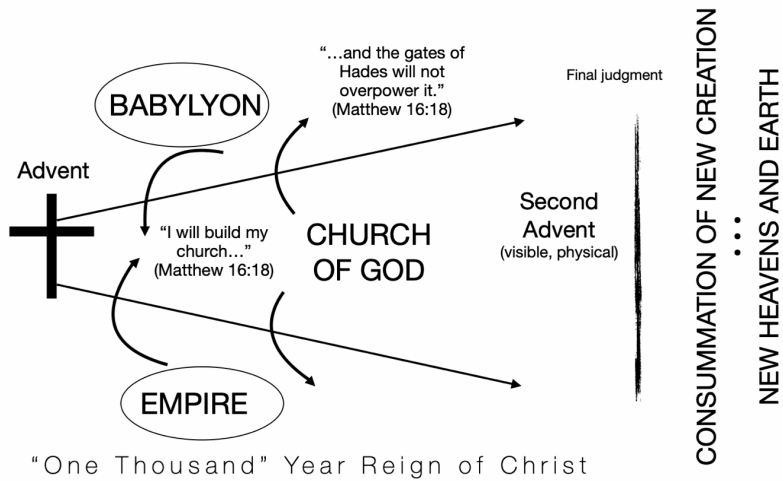 Advent
BABYLYON
“…and the gates of
Hades will not
overpower it.”
(Matthew 16:18)
“I will build my
church…”
(Matthew 16:18)
CHURCH
OF GOD
EMPIRE
Second
Advent
(visible, physical)
Final judgment
CONSUMMATION OF NEW CREATION
...
NEW HEAVENS AND EARTH
“One Thousand” Year Reign of Christ